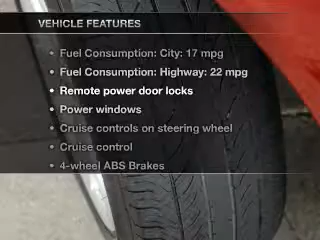 VEHICLE FEATURES
• Fuel Consumption: City: 17 mpg
• Fuel Consumption: Highway: 22 mpg
• Remote power door locks
• Power windows
• Cruise controls on steering wheel
• Cruise control
• 4-wheel ABS Brakes